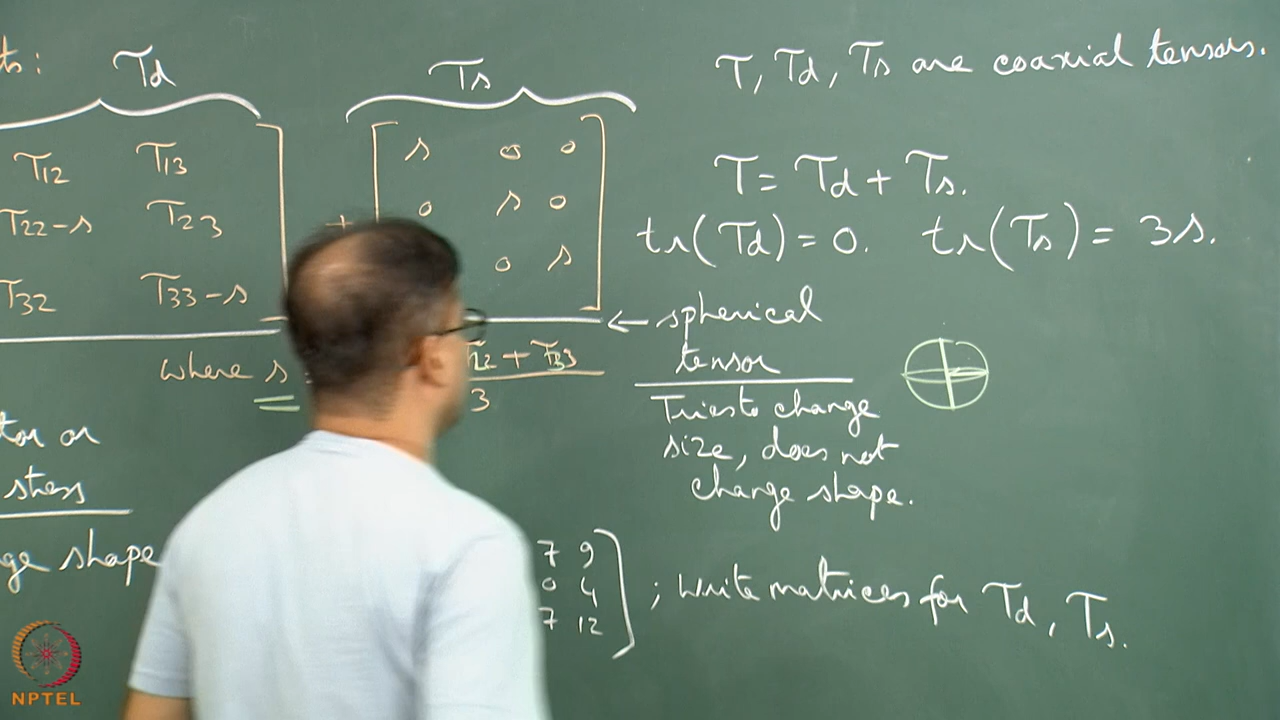 ts: Td Ts T, Td, Ts are coaxial tensors.
T12 T13 s 0 0 T = Td + Ts.
T22-s T23 + 0 s 0 tr(Td) = 0. tr(Ts) = 3s.
T32 T33-s 0 s
← spherical
tensor
where s T22 + T33
3
Tries to change
size, does not
change shape.
tor or
stress
ge shape
7 9
0 4
7 12
; write matrices for Td, Ts.
NPTEL